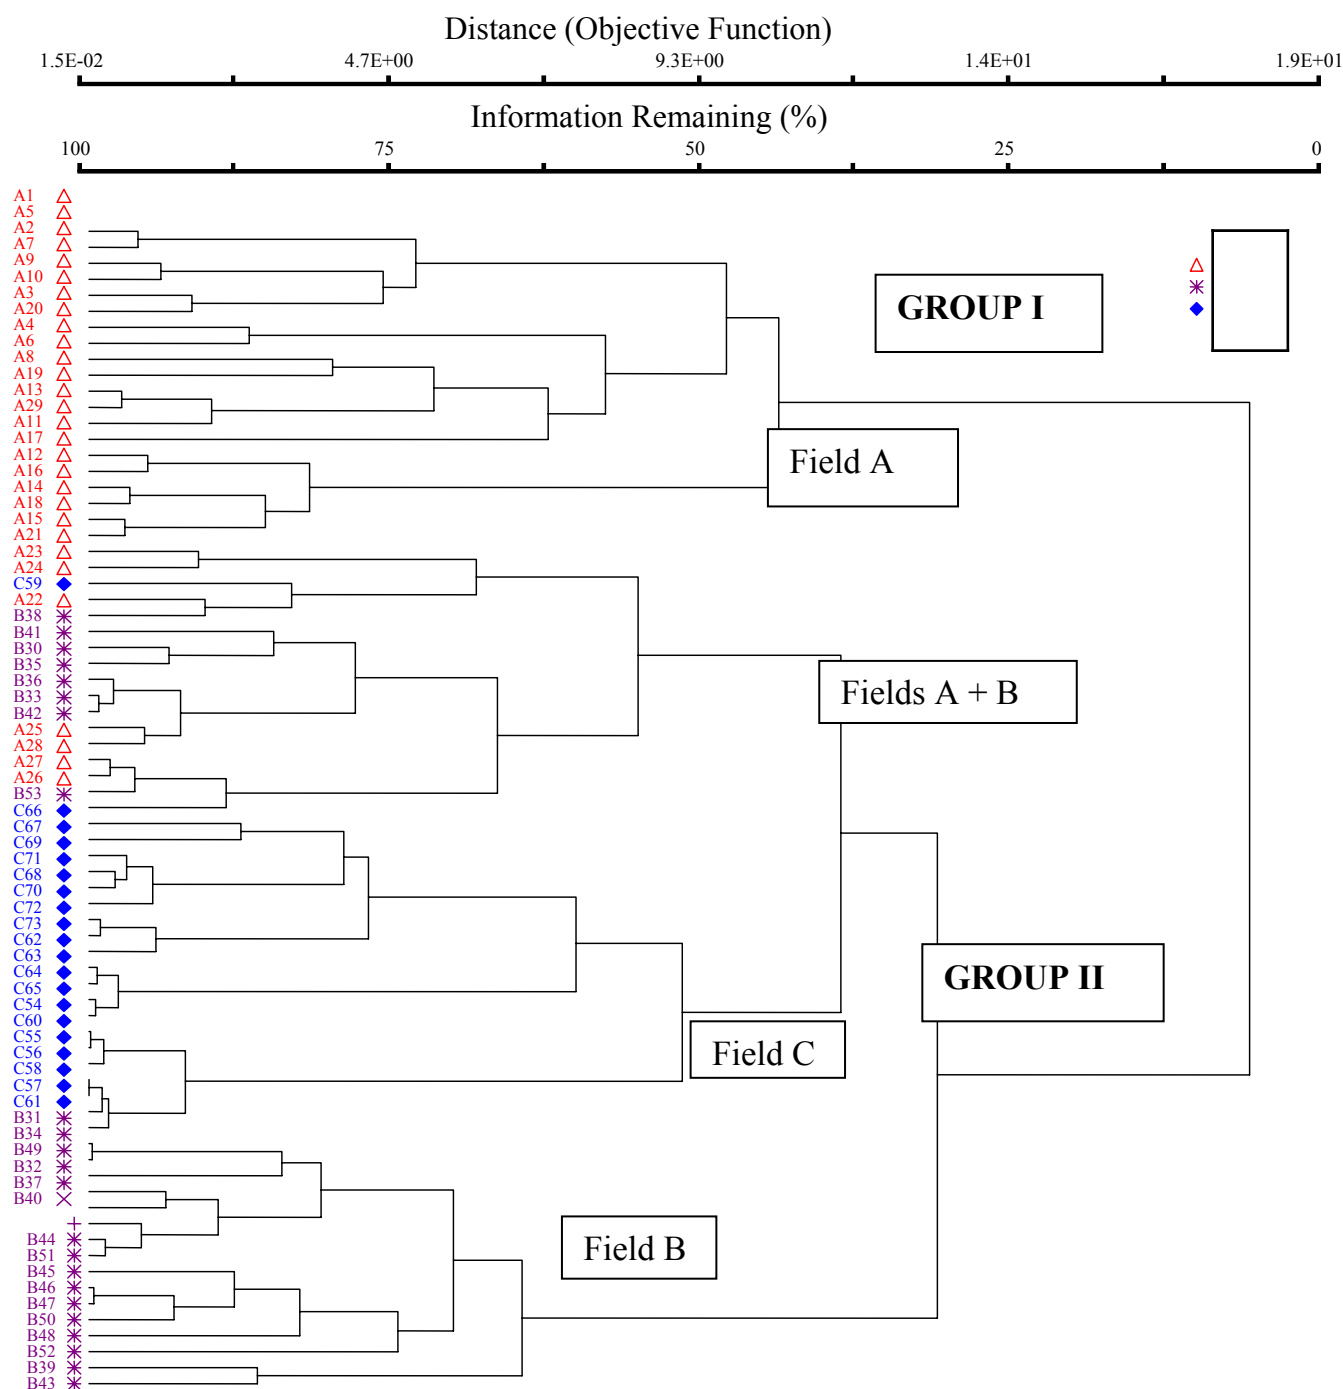 Distance (Objective Function)
1.5E-02 4.7E+00 9.3E+00 1.4E+01 1.9E+01
Information Remaining (%)
100 75 50 25 0
A1
A5
A2
A7
A9
A10
A3
A20
A4
A6
A8
A19
A13
A29
A11
A17
A12
A16
A14
A18
A15
A21
A23
A24
C59
A22
B38
B41
B30
B35
B36
B33
B42
A25
A28
A27
A26
B53
C66
C67
C69
C71
C68
C70
C72
C73
C62
C63
C64
C65
C54
C60
C55
C56
C58
C57
C61
B31
B34
B49
B32
B37
B40
B44
B51
B45
B46
B47
B50
B48
B52
B39
B43
GROUP I
Field A
Fields A + B
GROUP II
Field C
Field B